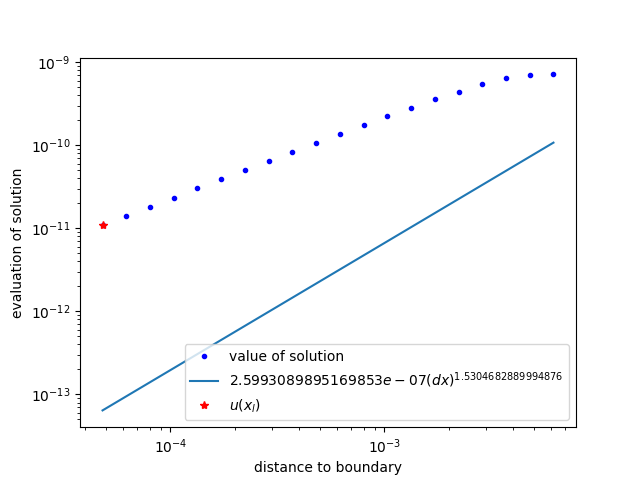 10⁻⁹
10⁻¹⁰
10⁻¹¹
10⁻¹²
10⁻¹³
evaluation of solution
value of solution
2.5993089895169853e − 07(dx)^1.5304682889994876
u(x_l)
10⁻⁴ 10⁻³
distance to boundary